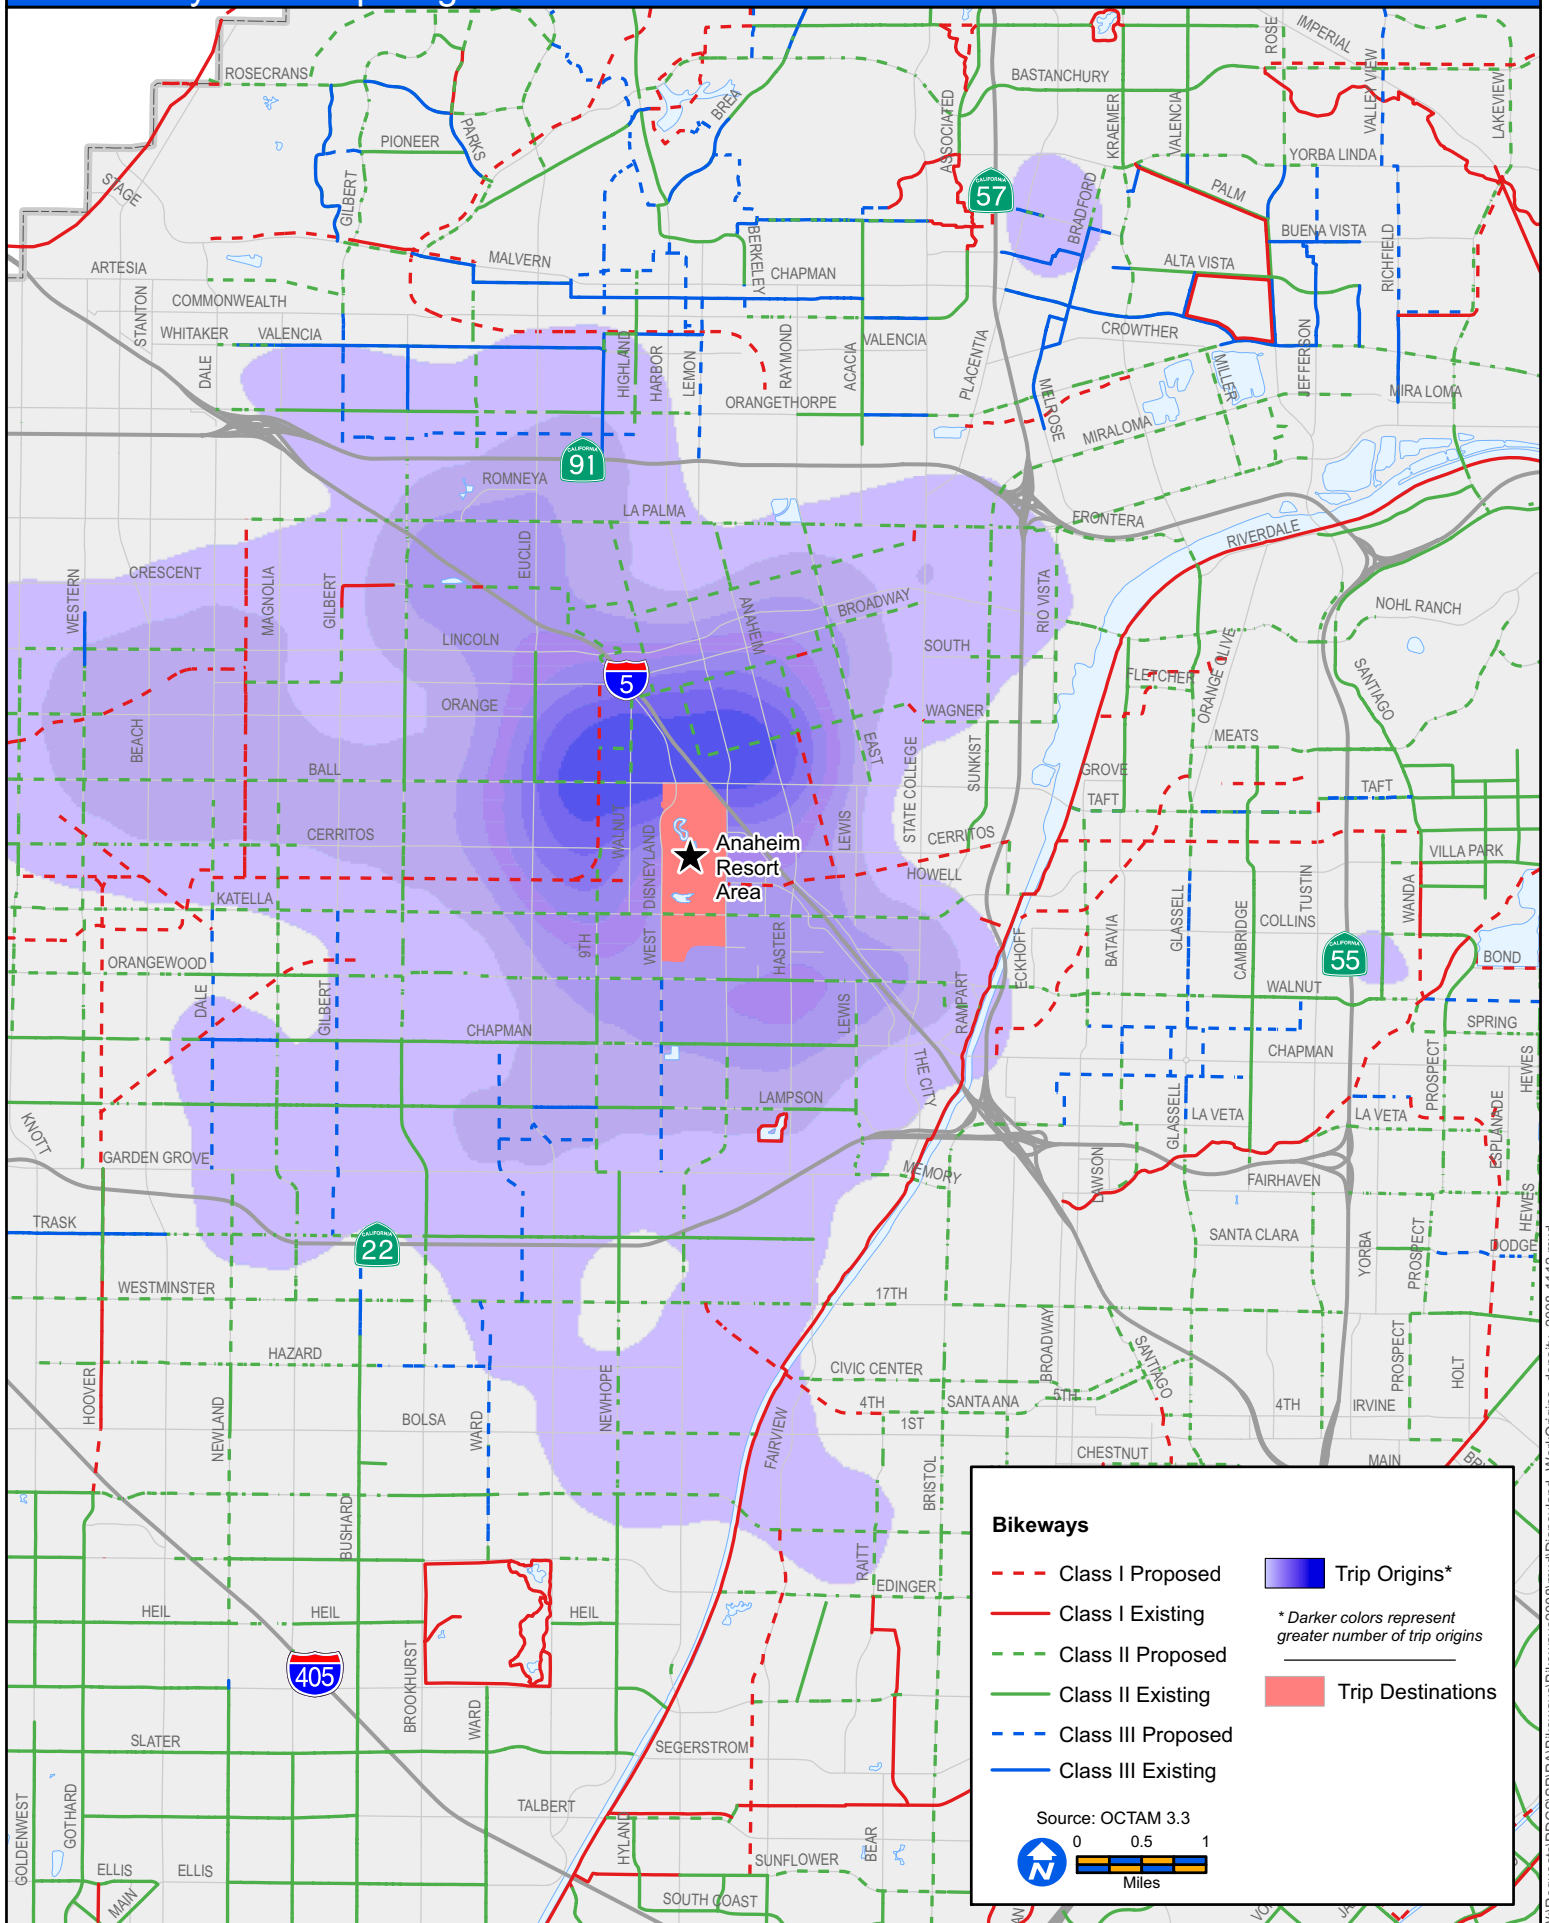 ROSECRANS
BASTANCHURY
ROSE
IMPERIAL
VALLEY VIEW
LAKEVIEW
BREA
ASSOCIATED
KRAEMER
VALENCIA
PARKS
PIONEER
YORBA LINDA
STAGE
GILBERT
CALIFORNIA
57
BRADFORD
PALM
BUENA VISTA
RICHFIELD
MALVERN
BERKELEY
CHAPMAN
ALTA VISTA
ARTESIA
STANTON
COMMONWEALTH
WHITAKER
VALENCIA
CROWTHER
VALENCIA
DALE
HIGHLAND
HARBOR
LEMON
RAYMOND
ACACIA
PLACENTIA
MELROSE
MILLER
JEFFERSON
MIRA LOMA
ORANGETHORPE
MIRALOMA
CALIFORNIA
91
ROMNEYA
LA PALMA
FRONTERA
RIVERDALE
EUCLID
CRESCENT
WESTERN
MAGNOLIA
GILBERT
ANAHEIM
BROADWAY
RIO VISTA
NOHL RANCH
LINCOLN
SOUTH
5
FLETCHER
ORANGE OLIVE
SANTIAGO
ORANGE
WAGNER
BEACH
EAST
STATE COLLEGE
SUNKIST
MEATS
BALL
GROVE
TAFT
TAFT
CERRITOS
WALNUT
DISNEYLAND
Anaheim
Resort
Area
LEWIS
CERRITOS
VILLA PARK
HOWELL
KATELLA
TUSTIN
WANDA
COLLINS
BATAVIA
GLASSELL
CAMBRIDGE
9TH
WEST
HASTER
ECKHOFF
CALIFORNIA
55
BOND
ORANGEWOOD
DALE
GILBERT
LEWIS
RAMPART
WALNUT
CHAPMAN
SPRING
CHAPMAN
THE CITY
PROSPECT
HEWES
LAMPSON
GLASSELL
LA VETA
LA VETA
ESPLANADE
KNOTT
GARDEN GROVE
MEMORY
LAWSON
FAIRHAVEN
TRASK
CALIFORNIA
22
SANTA CLARA
YORBA
PROSPECT
HEWES
DODGE
WESTMINSTER
17TH
HAZARD
BROADWAY
SANTIAGO
PROSPECT
HOLT
HOOVER
NEWLAND
NEWHOPE
CIVIC CENTER
5TH
4TH
SANTA ANA
4TH
IRVINE
BOLSA
WARD
1ST
FAIRVIEW
CHESTNUT
MAIN
BRISTOL
BUSHARD
RAITT
EDINGER
HEIL
HEIL
HEIL
405
BROOKHURST
WARD
SLATER
SEGERSTROM
GOLDENWEST
GOTHARD
TALBERT
HYLAND
BEAR
SUNFLOWER
ELLIS
ELLIS
MAIN
SOUTH COAST
Bikeways
Class I Proposed
Class I Existing
Class II Proposed
Class II Existing
Class III Proposed
Class III Existing
Trip Origins*
* Darker colors represent
greater number of trip origins
Trip Destinations
Source: OCTAM 3.3
0 0.5 1
Miles
N